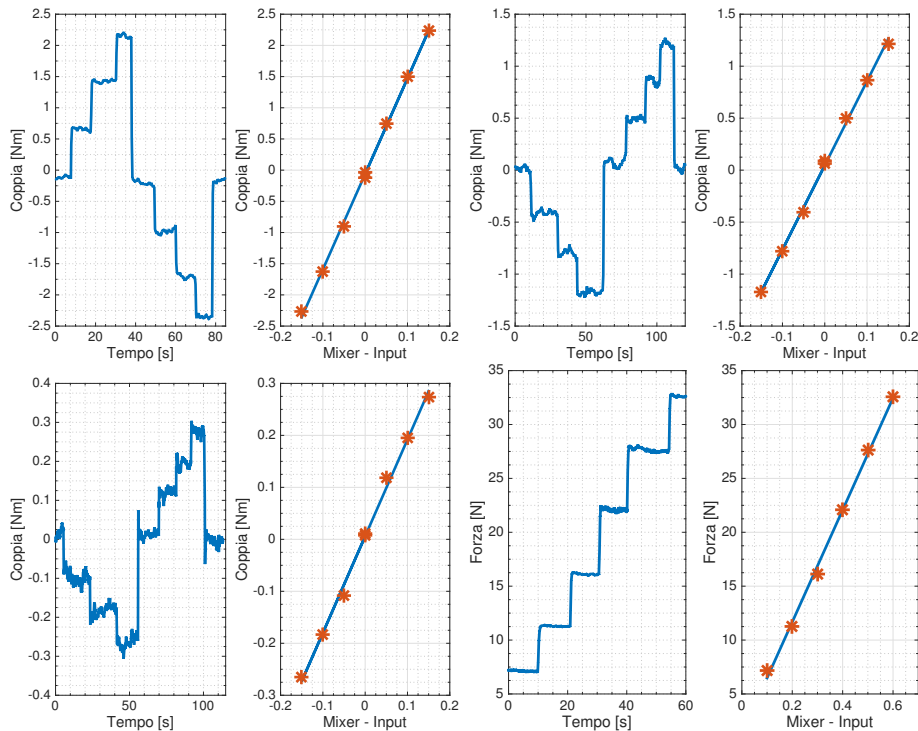 2.5
2
1.5
1
0.5
0
-0.5
-1
-1.5
-2
-2.5
0 20 40 60 80
Tempo [s]
Coppia [Nm]
2.5
2
1.5
1
0.5
0
-0.5
-1
-1.5
-2
-2.5
-0.2 -0.1 0 0.1 0.2
Mixer - Input
Coppia [Nm]
1.5
1
0.5
0
-0.5
-1
-1.5
0 50 100
Tempo [s]
Coppia [Nm]
1.5
1
0.5
0
-0.5
-1
-1.5
-0.2 -0.1 0 0.1 0.2
Mixer - Input
Coppia [Nm]
0.4
0.3
0.2
0.1
0
-0.1
-0.2
-0.3
-0.4
0 50 100
Tempo [s]
Coppia [Nm]
0.3
0.2
0.1
0
-0.1
-0.2
-0.3
-0.2 -0.1 0 0.1 0.2
Mixer - Input
Coppia [Nm]
35
30
25
20
15
10
5
0 20 40 60
Tempo [s]
Forza [N]
35
30
25
20
15
10
5
0.2 0.4 0.6
Mixer - Input
Forza [N]